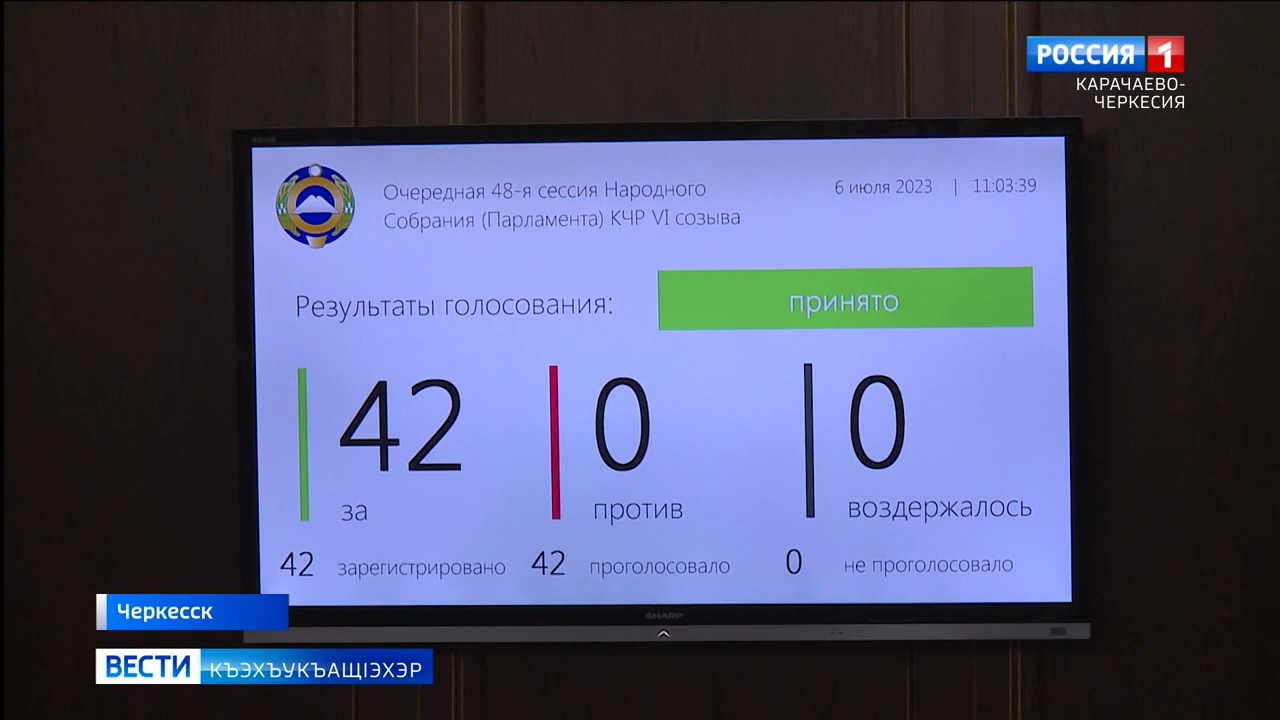 РОССИЯ 1
КАРАЧАЕВО-
ЧЕРКЕСИЯ
Очередная 48-я сессия Народного
Собрания (Парламента) КЧР VI созыва
6 июля 2023 | 11:03:39
Результаты голосования:
принято
42 0 0
за против воздержалось
42 зарегистрировано 42 проголосовало 0 не проголосовало
SHARP
Черкесск
ВЕСТИ КЪЭХЪУКЪАЩІЭХЭР